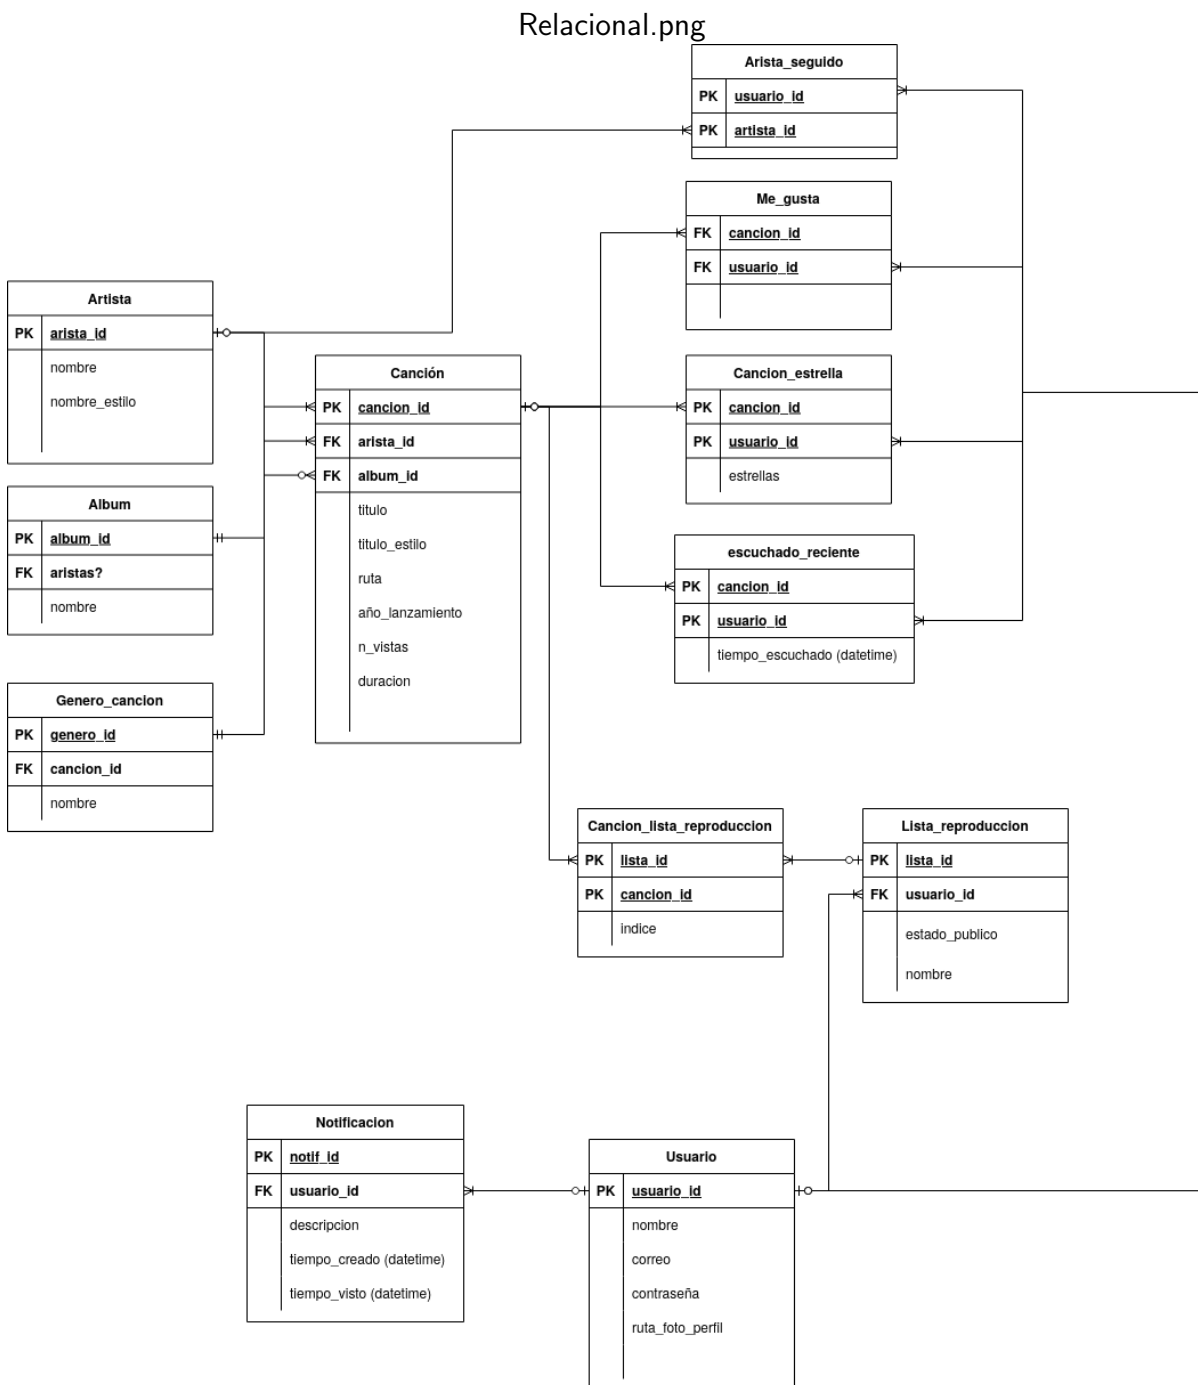 Relacional.png
Arista_seguido
PK usuario_id
PK artista_id
Me_gusta
FK cancion_id
FK usuario_id
Artista
PK arista_id
nombre
nombre_estilo
Canción
PK cancion_id
FK arista_id
FK album_id
titulo
titulo_estilo
ruta
año_lanzamiento
n_vistas
duracion
Cancion_estrella
PK cancion_id
PK usuario_id
estrellas
Album
PK album_id
FK aristas?
nombre
escuchado_reciente
PK cancion_id
PK usuario_id
tiempo_escuchado (datetime)
Genero_cancion
PK genero_id
FK cancion_id
nombre
Cancion_lista_reproduccion
PK lista_id
PK cancion_id
indice
Lista_reproduccion
PK lista_id
FK usuario_id
estado_publico
nombre
Notificacion
PK notif_id
FK usuario_id
descripcion
tiempo_creado (datetime)
tiempo_visto (datetime)
Usuario
PK usuario_id
nombre
correo
contraseña
ruta_foto_perfil